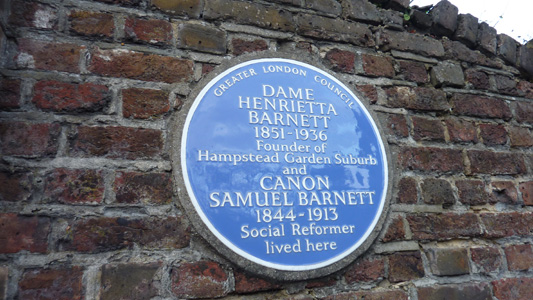 GREATER LONDON COUNCIL
DAME
HENRIETTA
BARNETT
1851-1936
Founder of
Hampstead Garden Suburb
and
CANON
SAMUEL BARNETT
1844-1913
Social Reformer
lived here